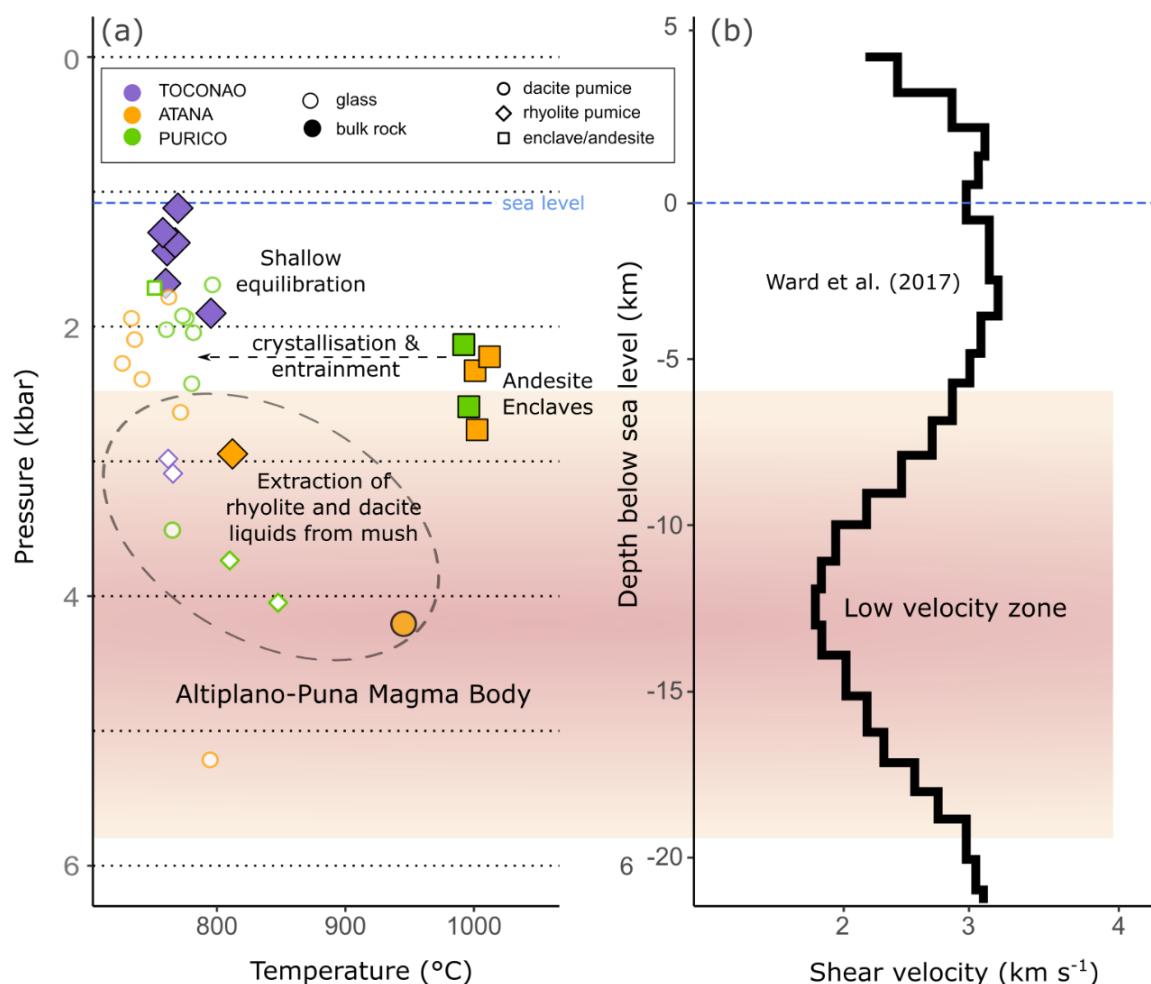 (a)
(b)
0
2
4
6
Pressure (kbar)
TOCONAO
ATANA
PURICO
glass
bulk rock
dacite pumice
rhyolite pumice
enclave/andesite
sea level
Shallow
equilibration
crystallisation &
entrainment
Andesite
Enclaves
Extraction of
rhyolite and dacite
liquids from mush
Altiplano-Puna Magma Body
800
900
1000
Temperature (°C)
5
0
-5
-10
-15
-20
6
Depth below sea level (km)
Ward et al. (2017)
Low velocity zone
2
3
4
Shear velocity (km s⁻¹)